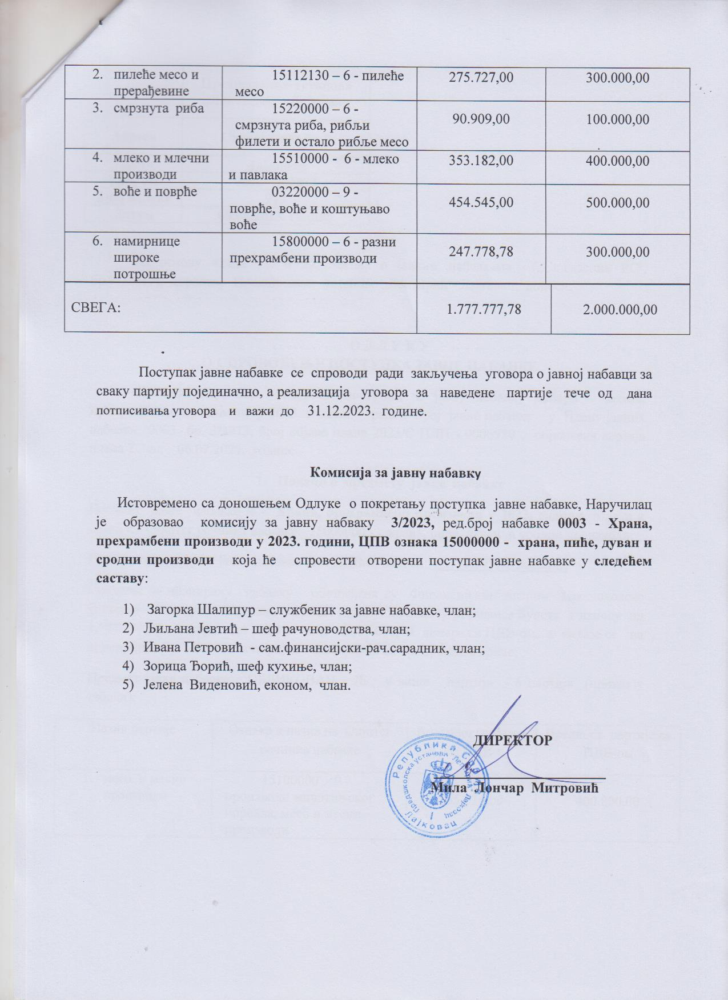 2. пилеће месо и 15112130 – 6 - пилеће 275.727,00 300.000,00
прерађевине месо
3. смрзнута риба 15220000 – 6 -
смрзнута риба, рибљи 90.909,00 100.000,00
филети и остало рибље месо
4. млеко и млечни 15510000 - 6 - млеко 353.182,00 400.000,00
производи и павлака
5. воће и поврће 03220000 – 9 -
поврће, воће и коштуњаво 454.545,00 500.000,00
воће
6. намирнице 15800000 – 6 - разни
широке прехрамбени производи 247.778,78 300.000,00
потрошње
СВЕГА: 1.777.777,78 2.000.000,00
Поступак јавне набавке се спроводи ради закључења уговора о јавној набавци за
сваку партију појединачно, а реализација уговора за наведене партије тече од дана
потписивања уговора и важи до 31.12.2023. године.
Комисија за јавну набавку
Истовремено са доношењем Одлуке о покретању поступка јавне набавке, Наручилац
је образовао комисију за јавну набваку 3/2023, ред.број набавке 0003 - Храна,
прехрамбени производи у 2023. години, ЦПВ ознака 15000000 - храна, пиће, дуван и
сродни производи која ће спровести отворени поступак јавне набавке у следећем
саставу:
1) Загорка Шалипур – службеник за јавне набавке, члан;
2) Љиљана Јевтић – шеф рачуноводства, члан;
3) Ивана Петровић - сам.финансијски-рач.сарадник, члан;
4) Зорица Ђорић, шеф кухиње, члан;
5) Јелена Виденовић, економ, члан.
ДИРЕКТОР
Мила Лончар Митровић
Република Србија
Предшколска установа "Лептирић" Лајковац
Лајковац